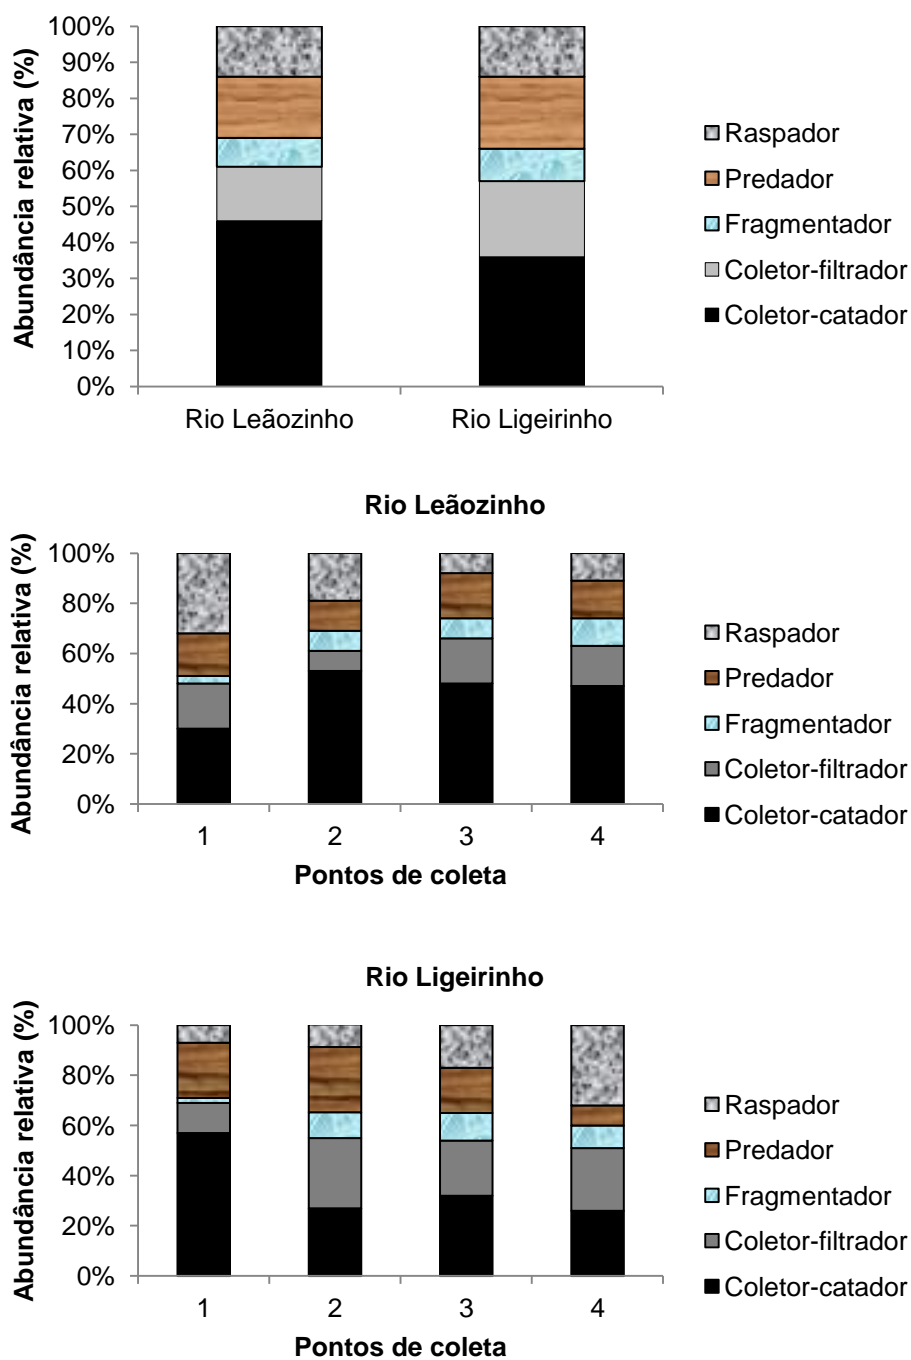 Abundância relativa (%)
100%
90%
80%
70%
60%
50%
40%
30%
20%
10%
0%
Rio Leãozinho
Rio Ligeirinho
Raspador
Predador
Fragmentador
Coletor-filtrador
Coletor-catador
Rio Leãozinho
Abundância relativa (%)
100%
80%
60%
40%
20%
0%
1
2
3
4
Pontos de coleta
Raspador
Predador
Fragmentador
Coletor-filtrador
Coletor-catador
Rio Ligeirinho
Abundância relativa (%)
100%
80%
60%
40%
20%
0%
1
2
3
4
Pontos de coleta
Raspador
Predador
Fragmentador
Coletor-filtrador
Coletor-catador